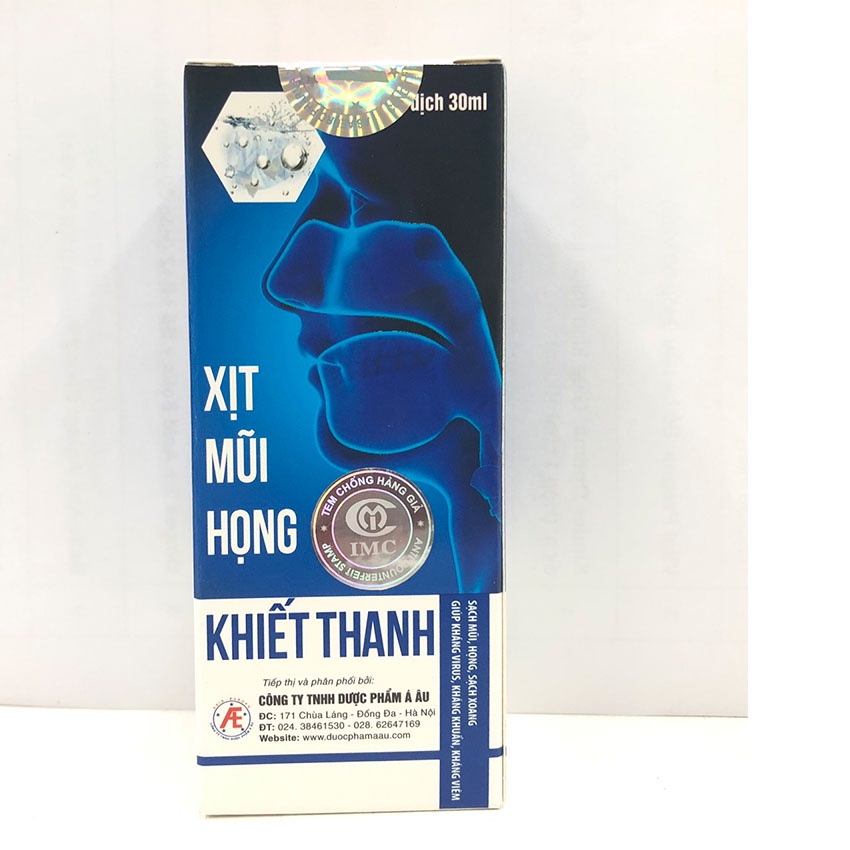 dịch 30ml
XỊT
MŨI
HỌNG
TEM CHỐNG HÀNG GIẢ
IMC
ANTI COUNTERFEIT STAMP
KHIẾT THANH
Tiếp thị và phân phối bởi:
CÔNG TY TNHH DƯỢC PHẨM Á ÂU
ĐC: 171 Chùa Láng - Đống Đa - Hà Nội
ĐT: 024. 38461530 - 028. 62647169
Website: www.duocphamaau.com
SẠCH MŨI, HỌNG, SẠCH XOANG
GIÚP KHÁNG VIRUS, KHÁNG KHUẨN, KHÁNG VIÊM